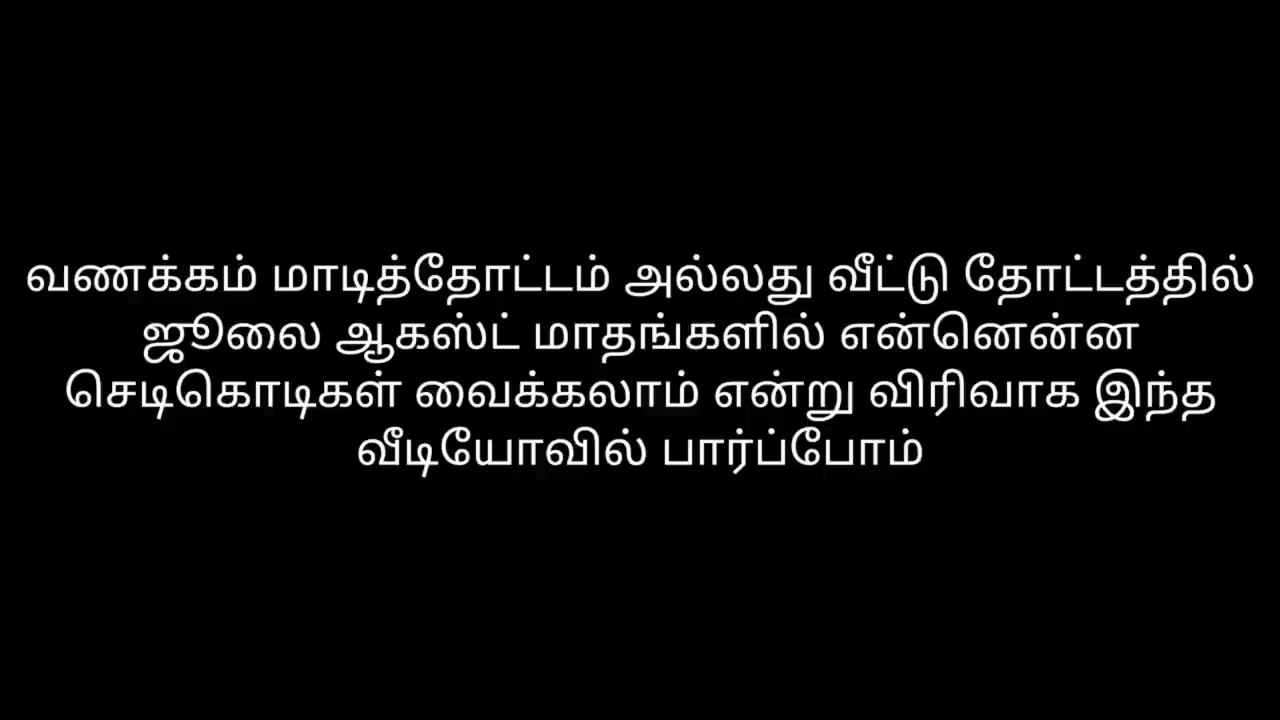 வணக்கம் மாடித்தோட்டம் அல்லது வீட்டு தோட்டத்தில்
ஜூலை ஆகஸ்ட் மாதங்களில் என்னென்ன
செடிகொடிகள் வைக்கலாம் என்று விரிவாக இந்த
வீடியோவில் பார்ப்போம்